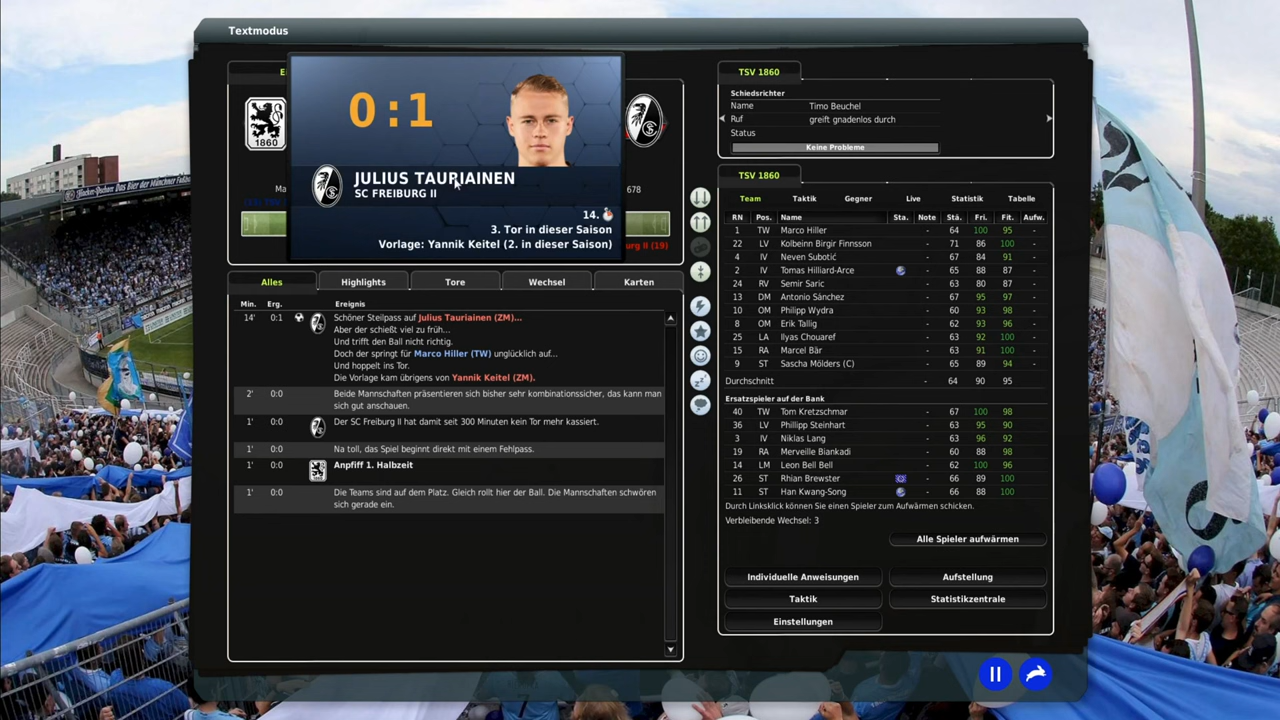 Textmodus
0 : 1
JULIUS TAURIAINEN
SC FREIBURG II
14.
3. Tor in dieser Saison
Vorlage: Yannik Keitel (2. in dieser Saison)
1860
Ma
678
urg II (19)
Alles
Highlights
Tore
Wechsel
Karten
Min. Erg. Ereignis
14' 0:1 Schöner Steilpass auf Julius Tauriainen (ZM)...
Aber der schießt viel zu früh...
Und trifft den Ball nicht richtig.
Doch der springt für Marco Hiller (TW) unglücklich auf...
Und hoppelt ins Tor.
Die Vorlage kam übrigens von Yannik Keitel (ZM).
2' 0:0 Beide Mannschaften präsentieren sich bisher sehr kombinationssicher, das kann man
sich gut anschauen.
1' 0:0 Der SC Freiburg II hat damit seit 300 Minuten kein Tor mehr kassiert.
1' 0:0 Na toll, das Spiel beginnt direkt mit einem Fehlpass.
1' 0:0 Anpfiff 1. Halbzeit
1' 0:0 Die Teams sind auf dem Platz. Gleich rollt hier der Ball. Die Mannschaften schwören
sich gerade ein.
TSV 1860
Schiedsrichter
Name Timo Beuchel
Ruf greift gnadenlos durch
Status
Keine Probleme
TSV 1860
Team Taktik Gegner Live Statistik Tabelle
RN Pos. Name Sta. Note Stä. Fri. Fit. Aufw.
1 TW Marco Hiller - 64 100 95
22 LV Kolbeinn Birgir Finnsson - 71 86 100
4 IV Neven Subotić - 67 84 91
2 IV Tomas Hilliard-Arce - 65 88 87
24 RV Semir Saric - 63 80 87
13 DM Antonio Sánchez - 67 95 97
10 OM Philipp Wydra - 60 93 98
8 OM Erik Tallig - 62 93 96
25 LA Ilyas Chouaref - 63 92 100
15 RA Marcel Bär - 63 91 100
9 ST Sascha Mölders (C) - 63 89 94
Durchschnitt - 64 90 95
Ersatzspieler auf der Bank
40 TW Tom Kretzschmar - 67 100 98
36 LV Phillipp Steinhart - 63 95 90
3 IV Niklas Lang - 63 96 92
19 RA Merveille Biankadi - 60 88 98
14 LM Leon Bell Bell - 62 100 96
26 ST Rhian Brewster - 66 89 100
11 ST Han Kwang-Song - 66 88 100
Durch Linksklick können Sie einen Spieler zum Aufwärmen schicken.
Verbleibende Wechsel: 3
Alle Spieler aufwärmen
Individuelle Anweisungen
Aufstellung
Taktik
Statistikzentrale
Einstellungen